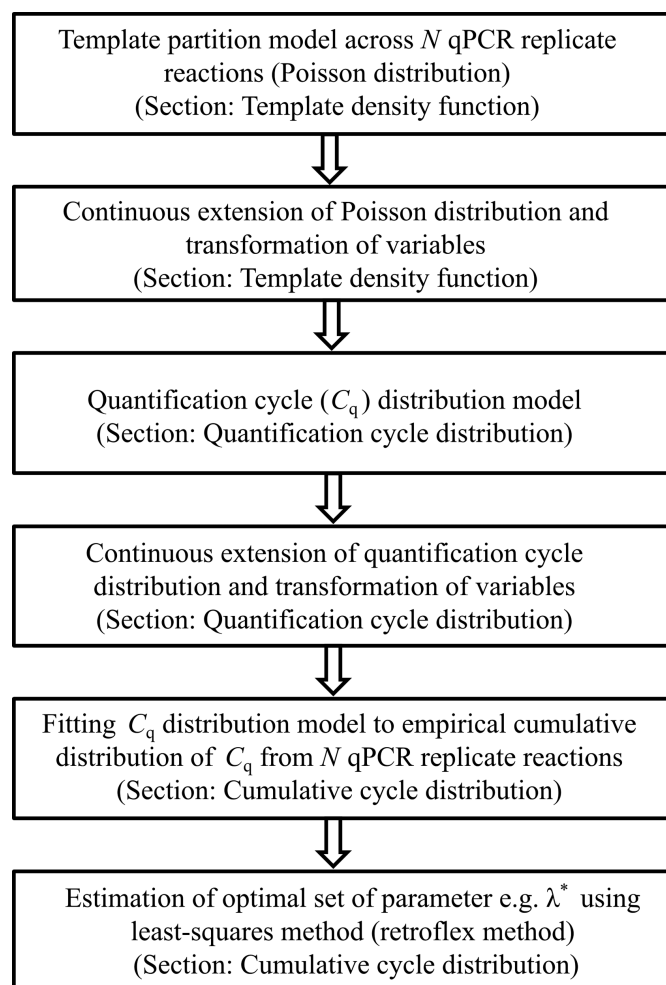 Template partition model across N qPCR replicate
reactions (Poisson distribution)
(Section: Template density function)
Continuous extension of Poisson distribution and
transformation of variables
(Section: Template density function)
Quantification cycle (Cq) distribution model
(Section: Quantification cycle distribution)
Continuous extension of quantification cycle
distribution and transformation of variables
(Section: Quantification cycle distribution)
Fitting Cq distribution model to empirical cumulative
distribution of Cq from N qPCR replicate reactions
(Section: Cumulative cycle distribution)
Estimation of optimal set of parameter e.g. λ* using
least-squares method (retroflex method)
(Section: Cumulative cycle distribution)